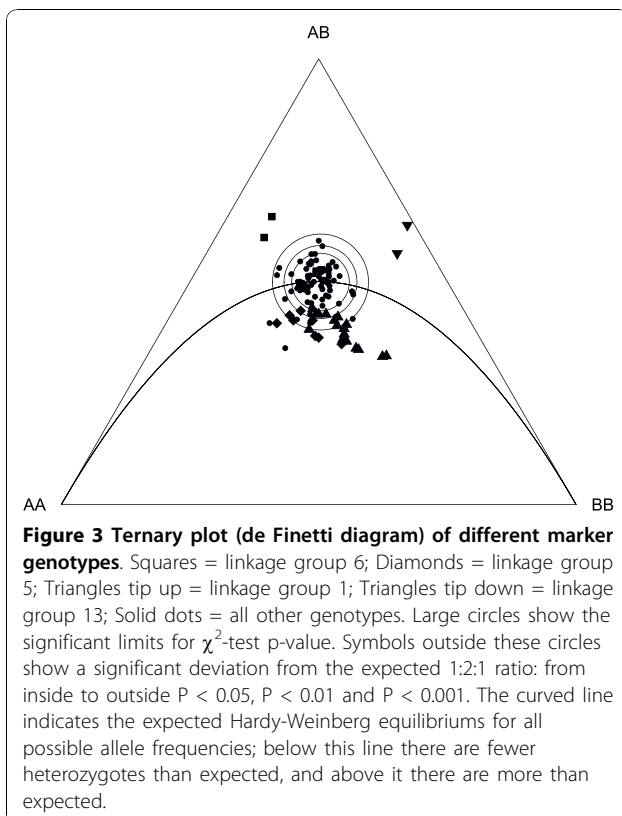 AB
AA
BB
Figure 3 Ternary plot (de Finetti diagram) of different marker
genotypes. Squares = linkage group 6; Diamonds = linkage group
5; Triangles tip up = linkage group 1; Triangles tip down = linkage
group 13; Solid dots = all other genotypes. Large circles show the
significant limits for χ²-test p-value. Symbols outside these circles
show a significant deviation from the expected 1:2:1 ratio: from
inside to outside P < 0.05, P < 0.01 and P < 0.001. The curved line
indicates the expected Hardy-Weinberg equilibriums for all
possible allele frequencies; below this line there are fewer
heterozygotes than expected, and above it there are more than
expected.